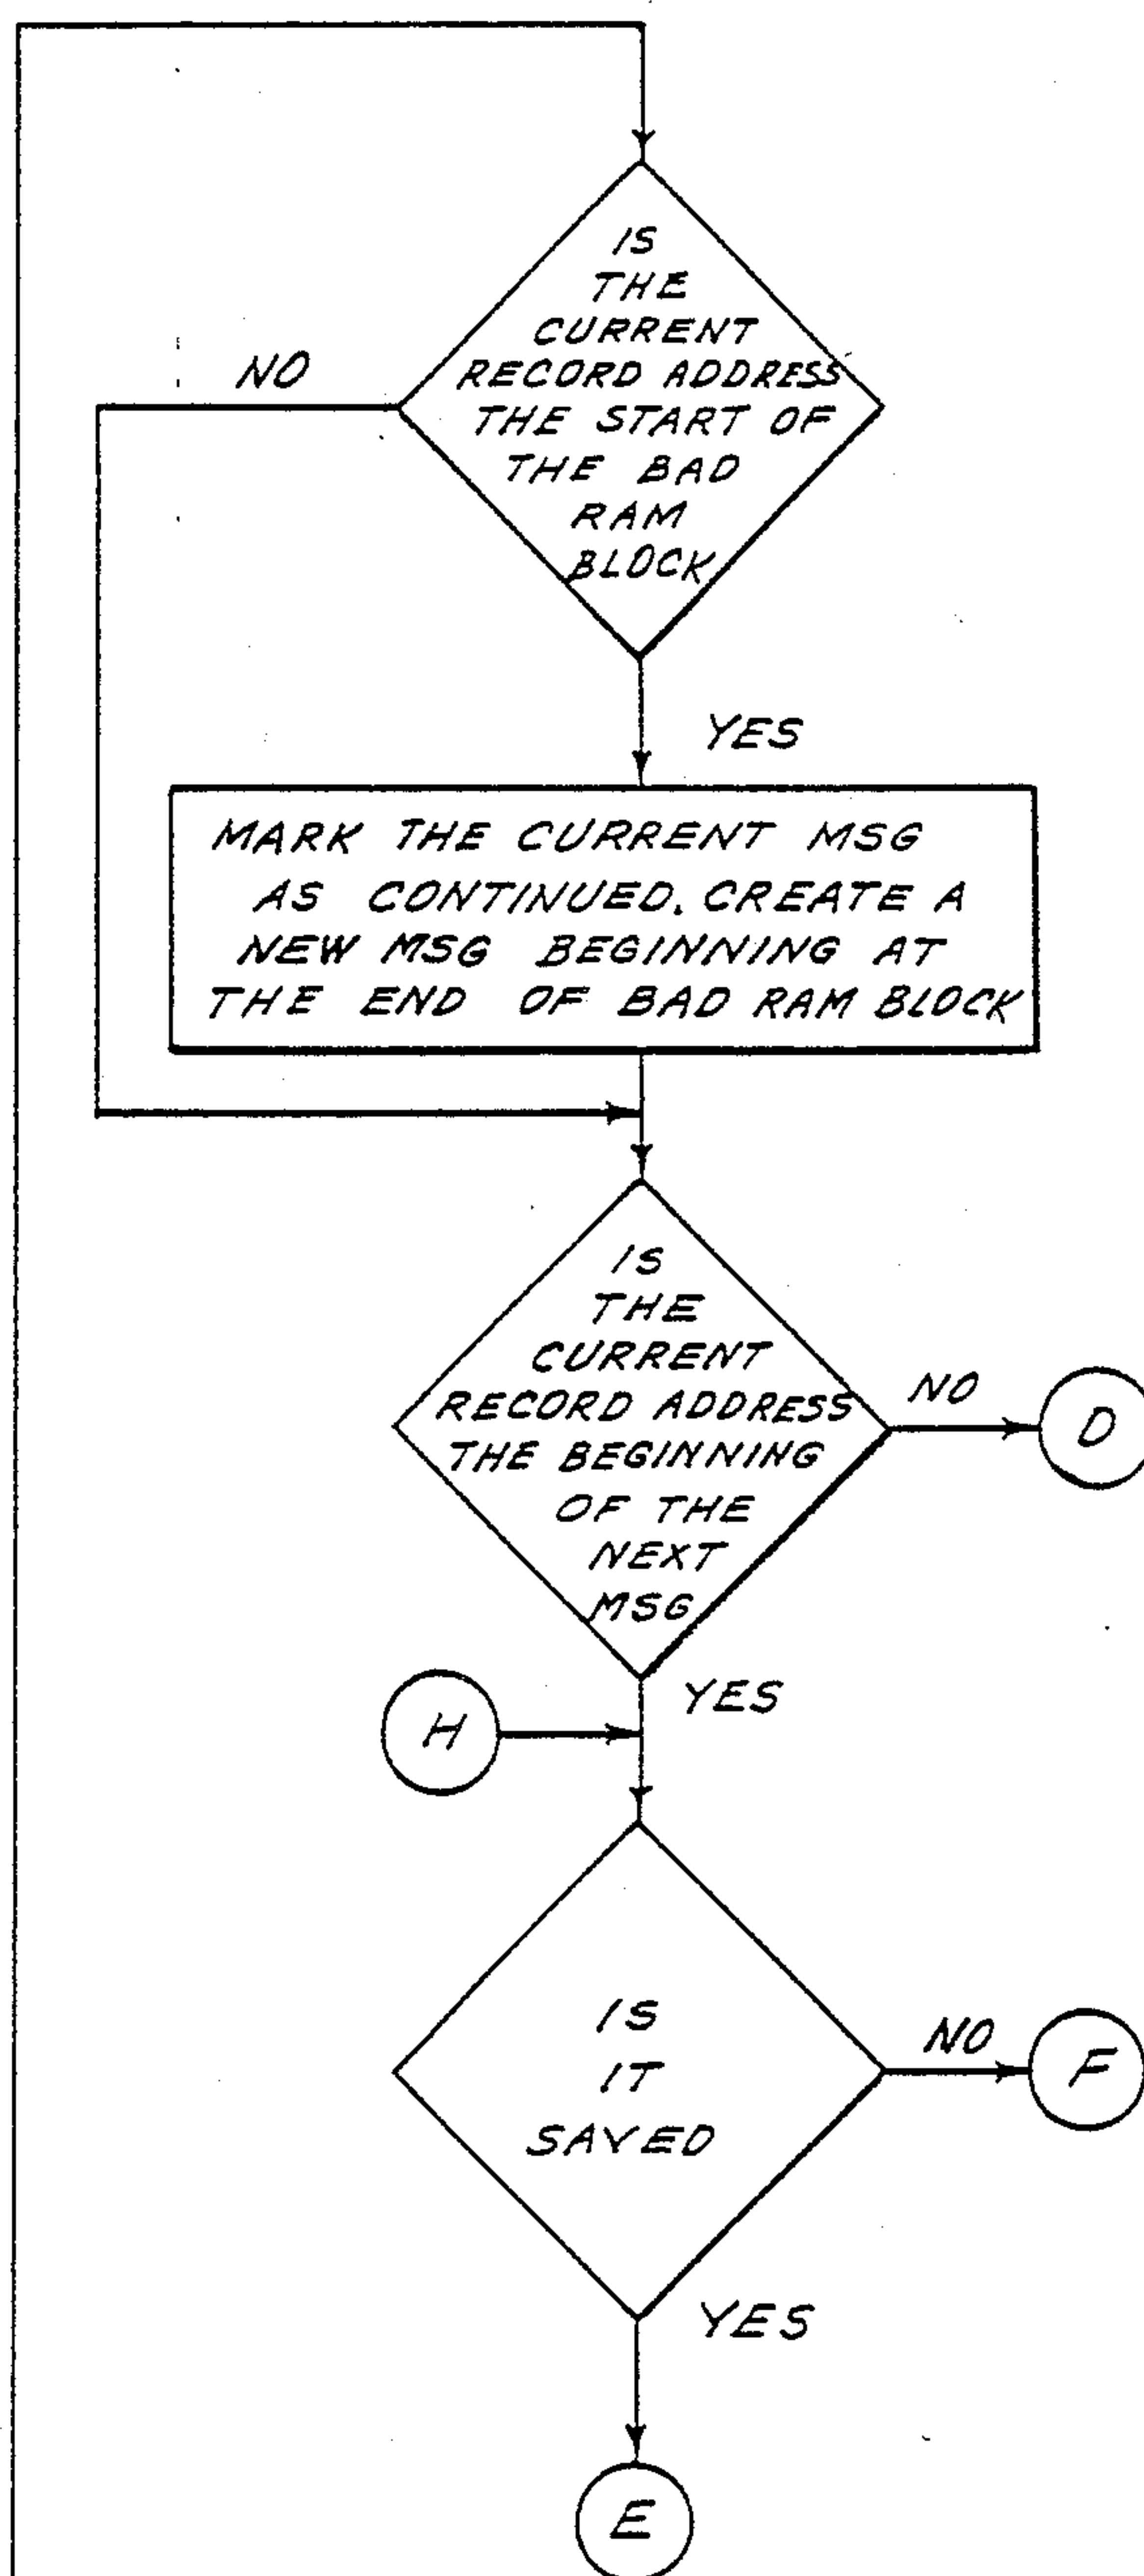 IS
THE
CURRENT
RECORD ADDRESS
THE START OF
THE BAD
RAM
BLOCK
NO
YES
MARK THE CURRENT MSG
AS CONTINUED. CREATE A
NEW MSG BEGINNING AT
THE END OF BAD RAM BLOCK
IS
THE
CURRENT
RECORD ADDRESS
THE BEGINNING
OF THE
NEXT
MSG
NO
D
YES
H
IS
IT
SAVED
NO
F
YES
E